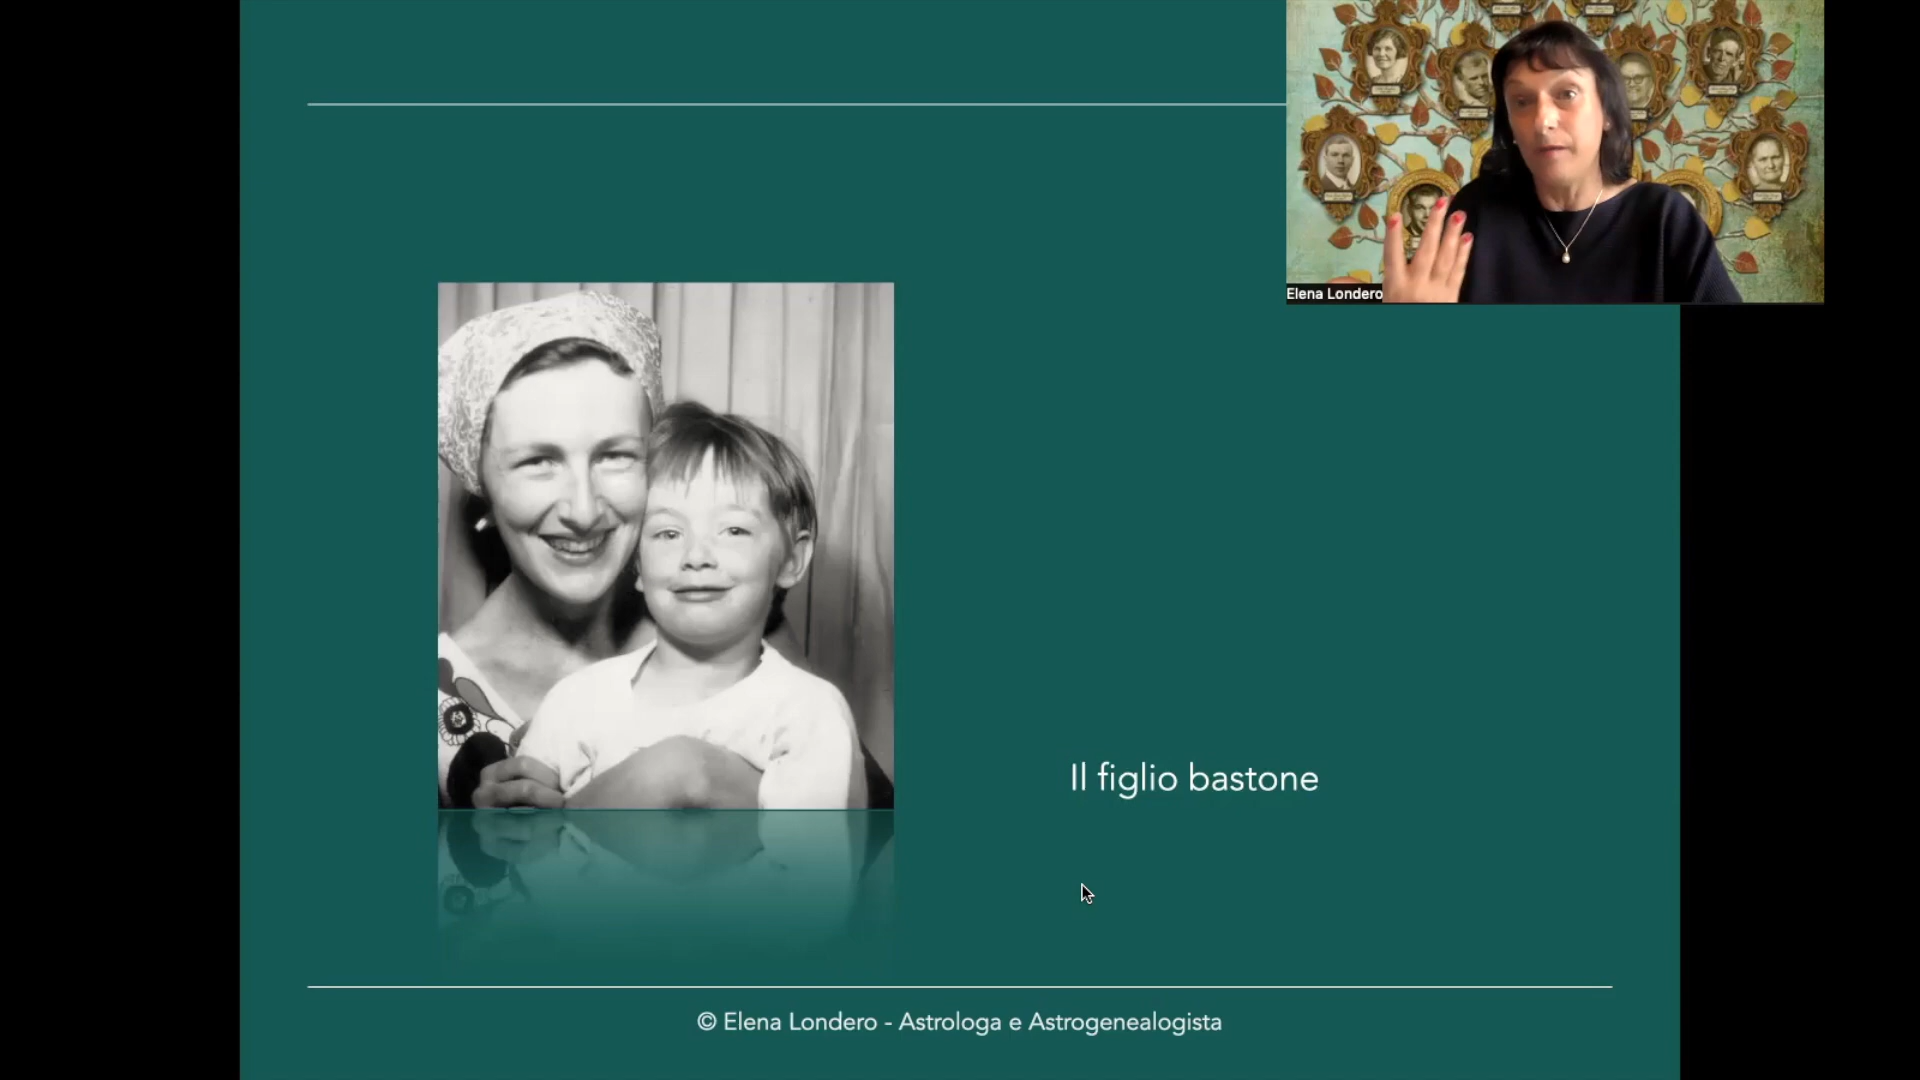 Elena Londero
Il figlio bastone
© Elena Londero - Astrologa e Astrogenealogista